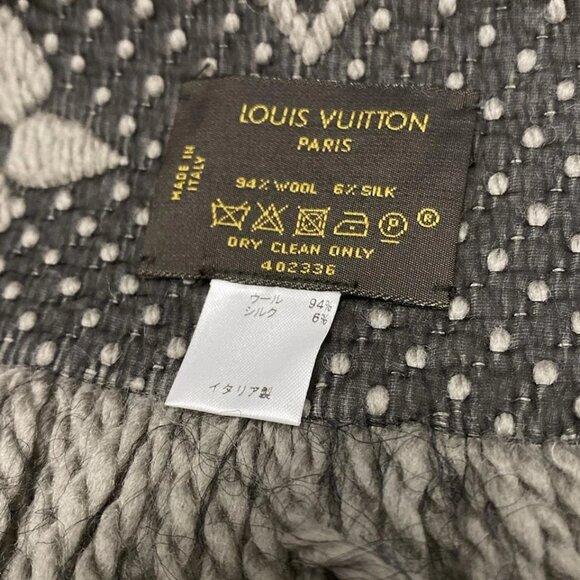 LOUIS VUITTON
PARIS
MADE IN
ITALY
94% WOOL 6% SILK
P
®
DRY CLEAN ONLY
402336
ウール 94%
シルク 6%
イタリア製